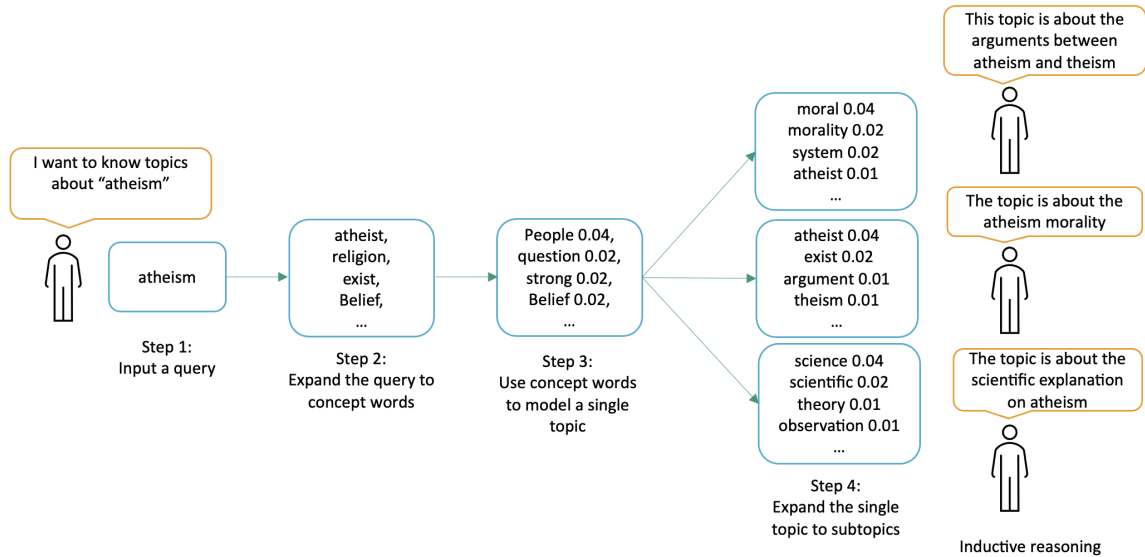 I want to know topics
about “atheism”
atheism
Step 1:
Input a query
atheist,
religion,
exist,
Belief,
...
Step 2:
Expand the query to
concept words
People 0.04,
question 0.02,
strong 0.02,
Belief 0.02,
...
Step 3:
Use concept words
to model a single
topic
moral 0.04
morality 0.02
system 0.02
atheist 0.01
...
atheist 0.04
exist 0.02
argument 0.01
theism 0.01
...
science 0.04
scientific 0.02
theory 0.01
observation 0.01
...
Step 4:
Expand the single
topic to subtopics
This topic is about the
arguments between
atheism and theism
The topic is about the
atheism morality
The topic is about the
scientific explanation
on atheism
Inductive reasoning